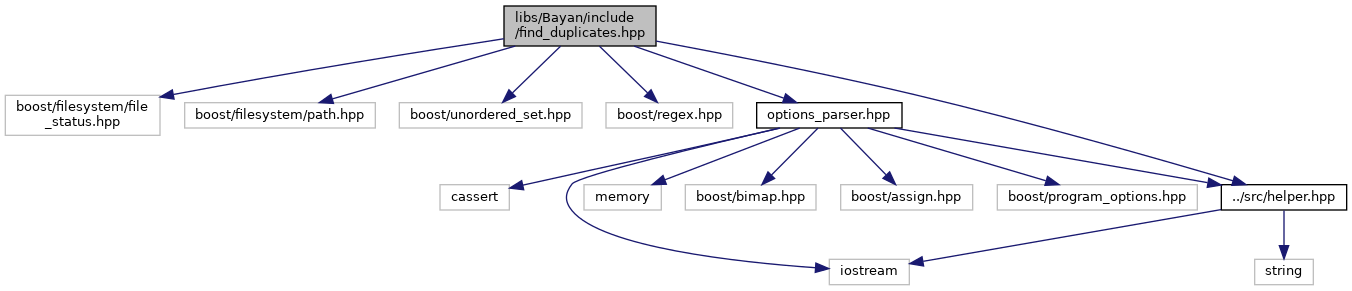 libs/Bayan/include
/find_duplicates.hpp
boost/filesystem/file
_status.hpp
boost/filesystem/path.hpp
boost/unordered_set.hpp
boost/regex.hpp
options_parser.hpp
cassert
memory
boost/bimap.hpp
boost/assign.hpp
boost/program_options.hpp
../src/helper.hpp
iostream
string